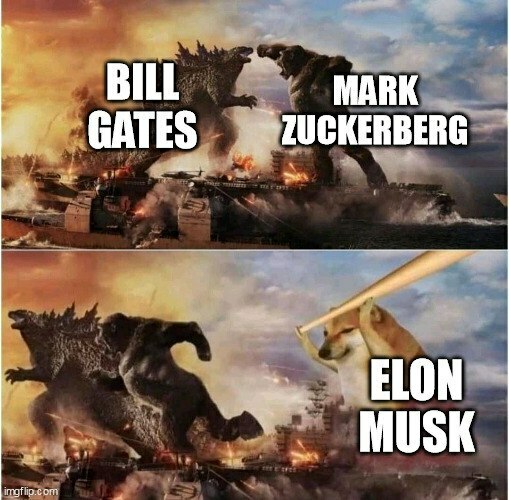 BILL
GATES
MARK
ZUCKERBERG
ELON
MUSK
imgflip.com